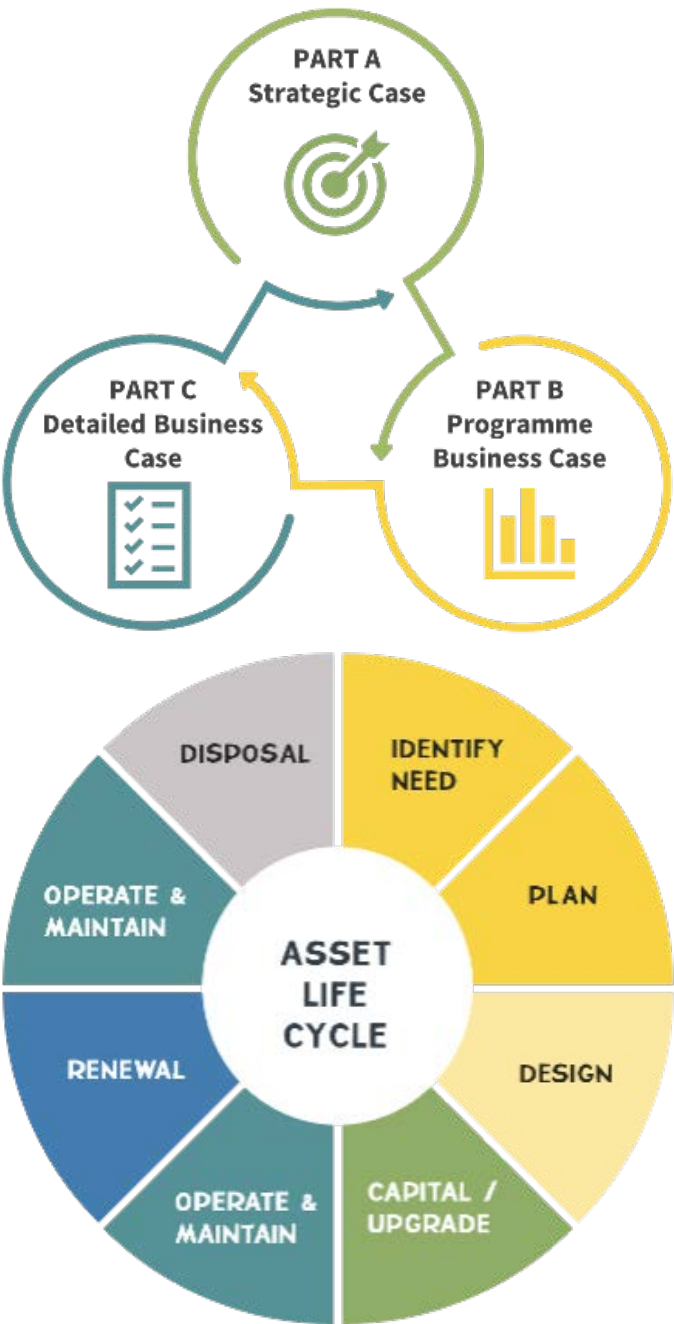 PART A
Strategic Case
PART C
Detailed Business
Case
PART B
Programme
Business Case
DISPOSAL
IDENTIFY
NEED
OPERATE &
MAINTAIN
PLAN
ASSET
LIFE
CYCLE
RENEWAL
DESIGN
OPERATE &
MAINTAIN
CAPITAL /
UPGRADE